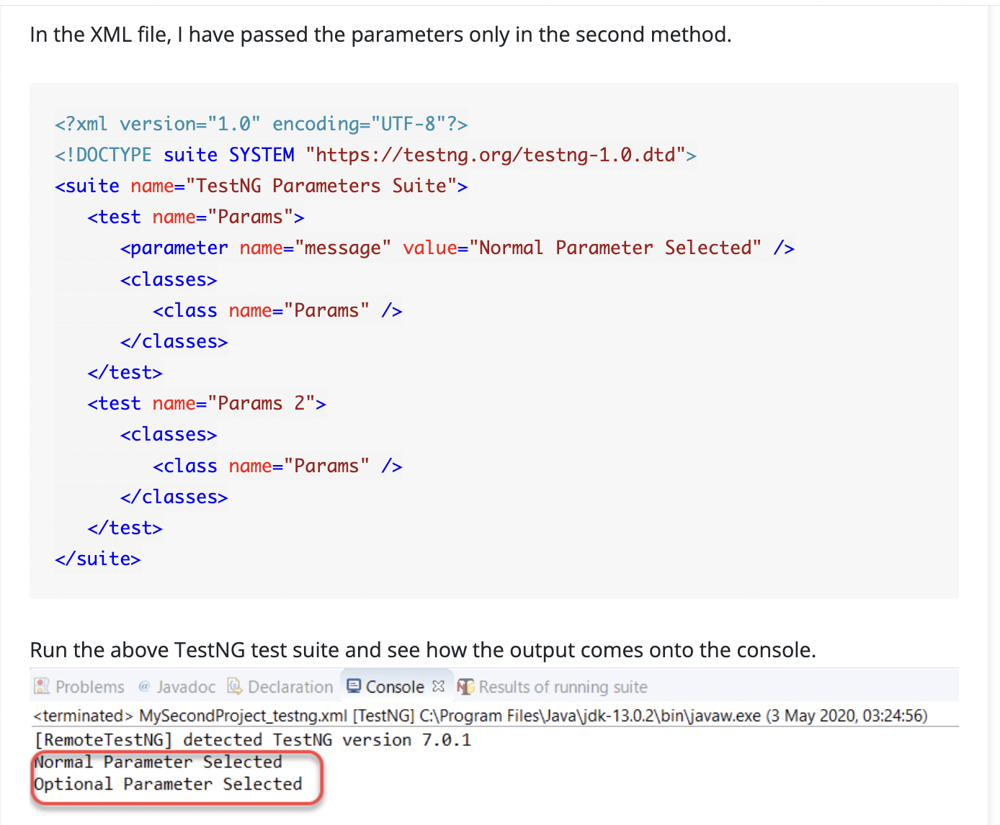 In the XML file, I have passed the parameters only in the second method.
<?xml version="1.0" encoding="UTF-8"?>
<!DOCTYPE suite SYSTEM "https://testng.org/testng-1.0.dtd">
<suite name="TestNG Parameters Suite">
   <test name="Params">
      <parameter name="message" value="Normal Parameter Selected" />
      <classes>
         <class name="Params" />
      </classes>
   </test>
   <test name="Params 2">
      <classes>
         <class name="Params" />
      </classes>
   </test>
</suite>
Run the above TestNG test suite and see how the output comes onto the console.
Problems @ Javadoc Declaration Console Results of running suite
<terminated> MySecondProject_testng.xml [TestNG] C:\Program Files\Java\jdk-13.0.2\bin\javaw.exe (3 May 2020, 03:24:56)
[RemoteTestNG] detected TestNG version 7.0.1
Normal Parameter Selected
Optional Parameter Selected